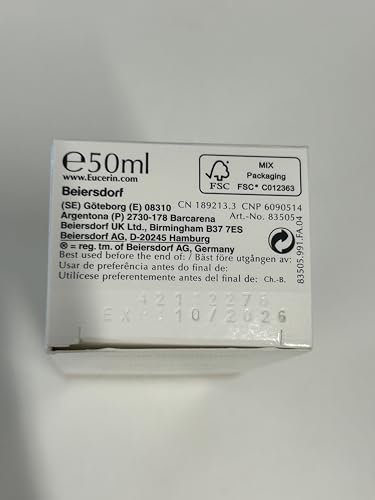 ℮50ml
www.Eucerin.com
MIX
Packaging
FSC
FSC® C012363
Beiersdorf
(SE) Göteborg (E) 08310 CN 189213.3 CNP 6090514
Argentona (P) 2730-178 Barcarena Art.-No. 83505
Beiersdorf UK Ltd., Birmingham B37 7ES
Beiersdorf AG, D-20245 Hamburg
® = reg. tm. of Beiersdorf AG, Germany
Best used before the end of: / Bäst före utgången av:
Usar de preferência antes do final de:
Utilícese preferentemente antes del final de: Ch.-B.
83505.991.FA.04
EXP: 10/2026